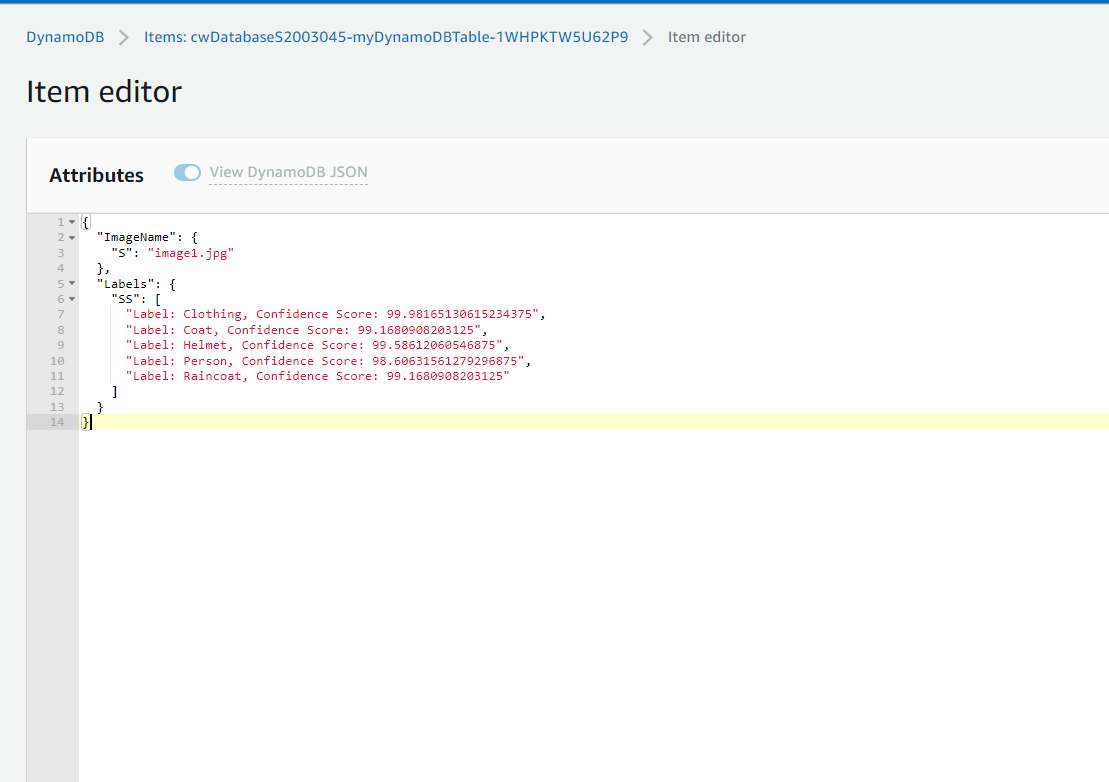 DynamoDB > Items: cwDatabaseS2003045-myDynamoDBTable-1WHPKTW5U62P9 > Item editor
Item editor
Attributes View DynamoDB JSON
1 {
2 "ImageName": {
3 "S": "image1.jpg"
4 },
5 "Labels": {
6 "SS": [
7 "Label: Clothing, Confidence Score: 99.98165130615234375",
8 "Label: Coat, Confidence Score: 99.1680908203125",
9 "Label: Helmet, Confidence Score: 99.58612060546875",
10 "Label: Person, Confidence Score: 98.60631561279296875",
11 "Label: Raincoat, Confidence Score: 99.1680908203125"
12 ]
13 }
14 }